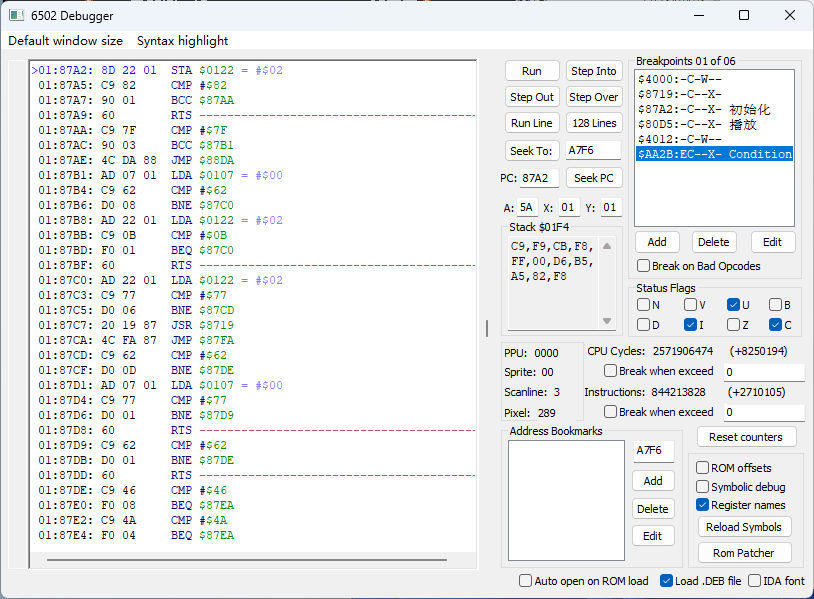 6502 Debugger
Default window size Syntax highlight
>01:87A2: 8D 22 01 STA $0122 = #$02
01:87A5: C9 82 CMP #$82
01:87A7: 90 01 BCC $87AA
01:87A9: 60 RTS
01:87AA: C9 7F CMP #$7F
01:87AC: 90 03 BCC $87B1
01:87AE: 4C DA 88 JMP $88DA
01:87B1: AD 07 01 LDA $0107 = #$00
01:87B4: C9 62 CMP #$62
01:87B6: D0 08 BNE $87C0
01:87B8: AD 22 01 LDA $0122 = #$02
01:87BB: C9 0B CMP #$0B
01:87BD: F0 01 BEQ $87C0
01:87BF: 60 RTS
01:87C0: AD 22 01 LDA $0122 = #$02
01:87C3: C9 77 CMP #$77
01:87C5: D0 06 BNE $87CD
01:87C7: 20 19 87 JSR $8719
01:87CA: 4C FA 87 JMP $87FA
01:87CD: C9 62 CMP #$62
01:87CF: D0 0D BNE $87DE
01:87D1: AD 07 01 LDA $0107 = #$00
01:87D4: C9 77 CMP #$77
01:87D6: D0 01 BNE $87D9
01:87D8: 60 RTS
01:87D9: C9 62 CMP #$62
01:87DB: D0 01 BNE $87DE
01:87DD: 60 RTS
01:87DE: C9 46 CMP #$46
01:87E0: F0 08 BEQ $87EA
01:87E2: C9 4A CMP #$4A
01:87E4: F0 04 BEQ $87EA
Run Step Into
Step Out Step Over
Run Line 128 Lines
Seek To: A7F6
PC: 87A2 Seek PC
A: 5A X: 01 Y: 01
Stack $01F4
C9,F9,CB,F8,
FF,00,D6,B5,
A5,82,F8
Breakpoints 01 of 06
$4000:-C-W--
$8719:-C--X-
$87A2:-C--X- 初始化
$80D5:-C--X- 播放
$4012:-C-W--
$AA2B:EC--X- Condition
Add Delete Edit
Break on Bad Opcodes
Status Flags
N V U B
D I Z C
PPU: 0000
Sprite: 00
Scanline: 3
Pixel: 289
CPU Cycles: 2571906474 (+8250194)
Break when exceed 0
Instructions: 844213828 (+2710105)
Break when exceed 0
Address Bookmarks
A7F6
Add
Delete
Edit
Reset counters
ROM offsets
Symbolic debug
Register names
Reload Symbols
Rom Patcher
Auto open on ROM load Load .DEB file IDA font